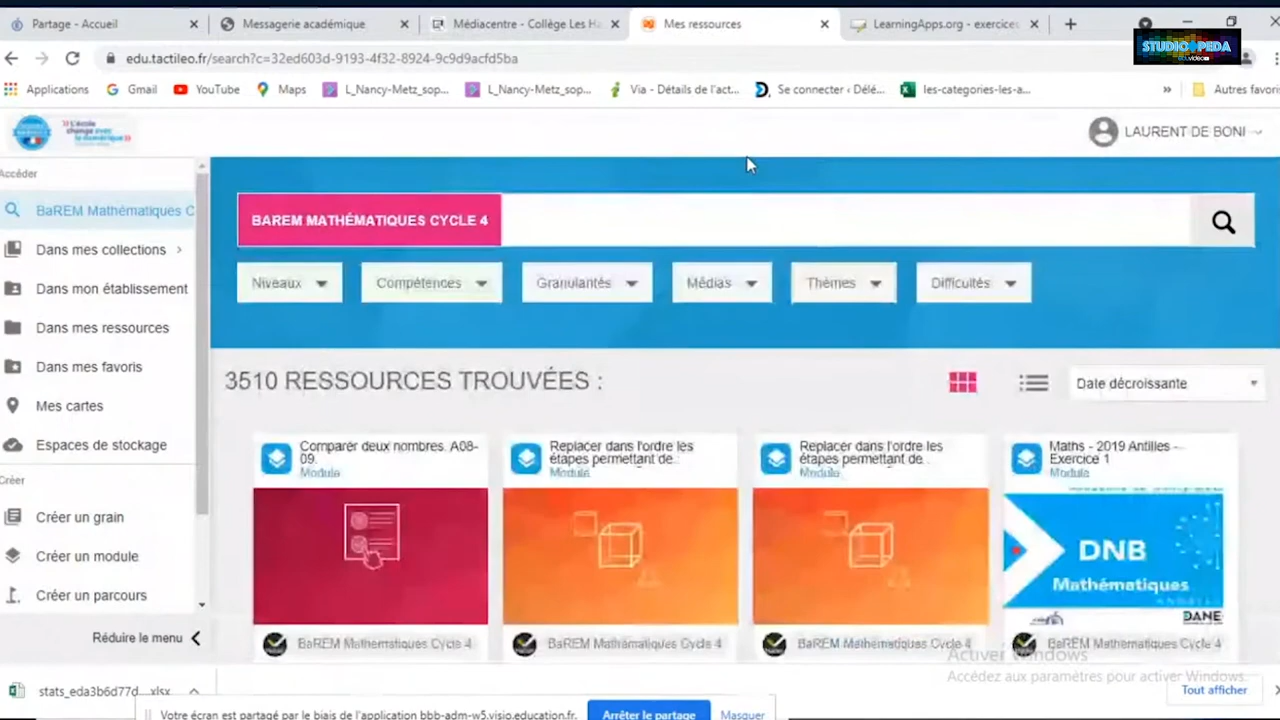 Partage - Accueil
Messagerie académique
Médiacentre - Collège Les Ha
Mes ressources
LearningApps.org - exercices
STUDIO PEDA
edu.tactileo.fr/search?c=32ed603d-9193-4f32-8924-9c9d
cfd5ba
Applications
Gmail
YouTube
Maps
L_Nancy-Metz_sop...
L_Nancy-Metz_sop...
Via - Détails de l'act...
Se connecter ‹ Délé...
les-categories-les-a...
»
Autres favoris
LAURENT DE BONI
Accéder
BaREM Mathématiques C
Dans mes collections
Dans mon établissement
Dans mes ressources
Dans mes favoris
Mes cartes
Espaces de stockage
Créer
Créer un grain
Créer un module
Créer un parcours
Réduire le menu
BAREM MATHÉMATIQUES CYCLE 4
Niveaux
Compétences
Granularités
Médias
Thèmes
Difficultés
3510 RESSOURCES TROUVÉES :
Date décroissante
Comparer deux nombres. A08-
09.
Module
Replacer dans l'ordre les
étapes permettant de...
Module
Replacer dans l'ordre les
étapes permettant de...
Module
Maths - 2019 Antilles -
Exercice 1
Module
DNB
Mathématiques
DANE
BaREM Mathématiques Cycle 4
BaREM Mathématiques Cycle 4
BaREM Mathématiques Cycle 4
BaREM Mathématiques Cycle 4
Activer Windows
Accédez aux paramètres pour activer Windows.
stats_eda3b6d77d...xlsx
Tout afficher
Votre écran est partagé par le biais de l'application bbb-adm-w5.visio.education.fr.
Arrêter le partage
Masquer